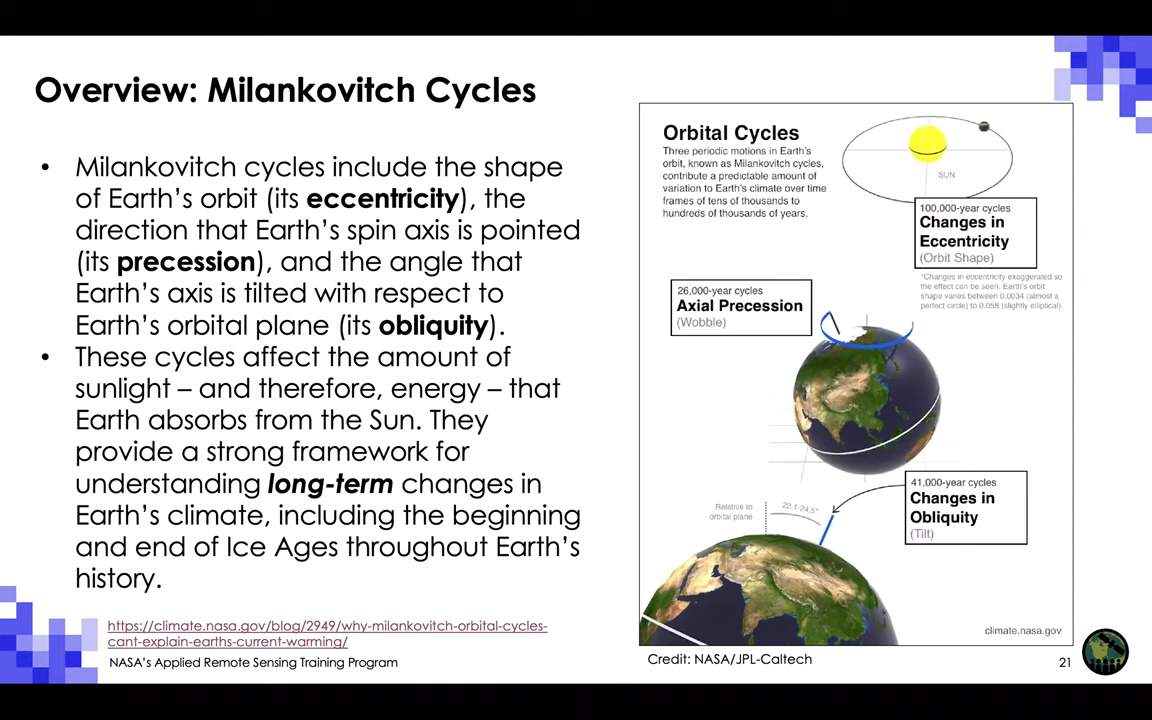 Overview: Milankovitch Cycles
• Milankovitch cycles include the shape
of Earth's orbit (its eccentricity), the
direction that Earth's spin axis is pointed
(its precession), and the angle that
Earth's axis is tilted with respect to
Earth's orbital plane (its obliquity).
• These cycles affect the amount of
sunlight – and therefore, energy – that
Earth absorbs from the Sun. They
provide a strong framework for
understanding long-term changes in
Earth's climate, including the beginning
and end of Ice Ages throughout Earth's
history.
https://climate.nasa.gov/blog/2949/why-milankovitch-orbital-cycles-
cant-explain-earths-current-warming/
NASA's Applied Remote Sensing Training Program
Orbital Cycles
Three periodic motions in Earth's
orbit, known as Milankovitch cycles,
contribute a predictable amount of
variation to Earth's climate over time
frames of tens of thousands to
hundreds of thousands of years.
SUN
100,000-year cycles
Changes in
Eccentricity
(Orbit Shape)
*Changes in eccentricity exaggerated so
the effect can be seen. Earth's orbit
shape varies between 0.0034 (almost a
perfect circle) to 0.058 (slightly elliptical).
26,000-year cycles
Axial Precession
(Wobble)
41,000-year cycles
Changes in
Obliquity
(Tilt)
Relative to
orbital plane
22.1-24.5°
climate.nasa.gov
Credit: NASA/JPL-Caltech
21